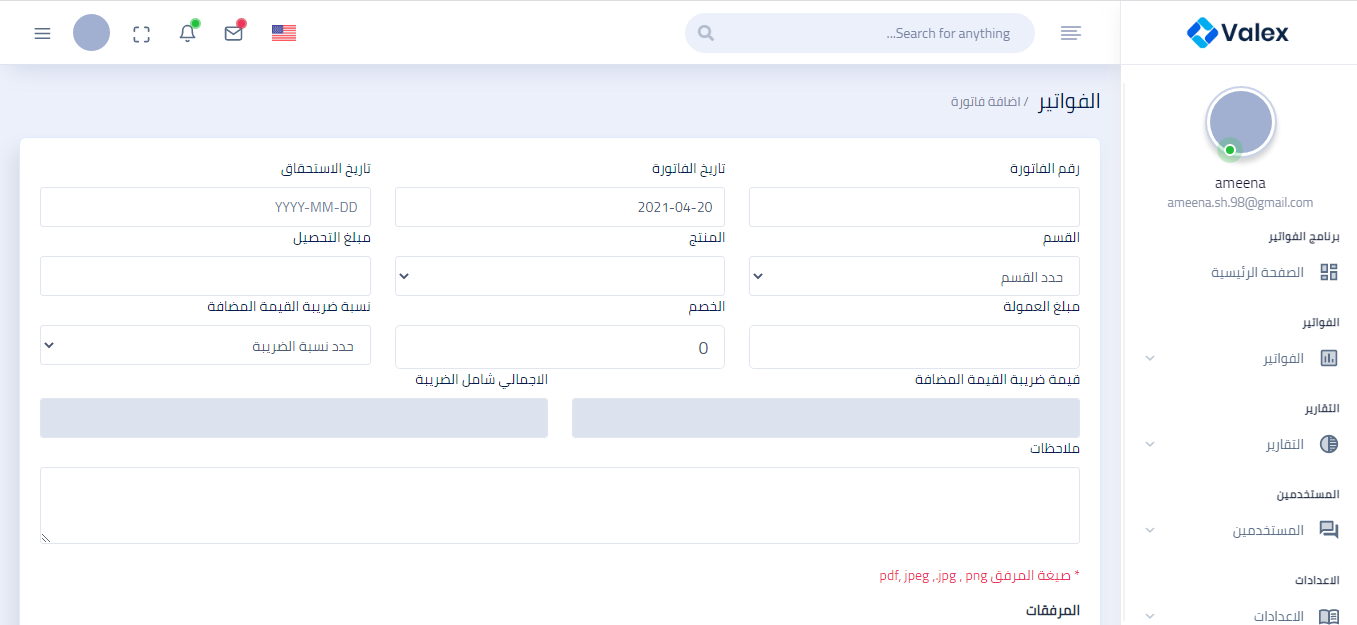 Valex
Search for anything...
ameena
ameena.sh.98@gmail.com
برنامج الفواتير
الصفحة الرئيسية
الفواتير
الفواتير
التقارير
التقارير
المستخدمين
المستخدمين
الاعدادات
الاعدادات
الفواتير / اضافة فاتورة
رقم الفاتورة
تاريخ الفاتورة
تاريخ الاستحقاق
2021-04-20
YYYY-MM-DD
القسم
المنتج
مبلغ التحصيل
حدد القسم
مبلغ العمولة
الخصم
نسبة ضريبة القيمة المضافة
0
حدد نسبة الضريبة
قيمة ضريبة القيمة المضافة
الاجمالي شامل الضريبة
ملاحظات
* صيغة المرفق pdf, jpeg ,.jpg , png
المرفقات